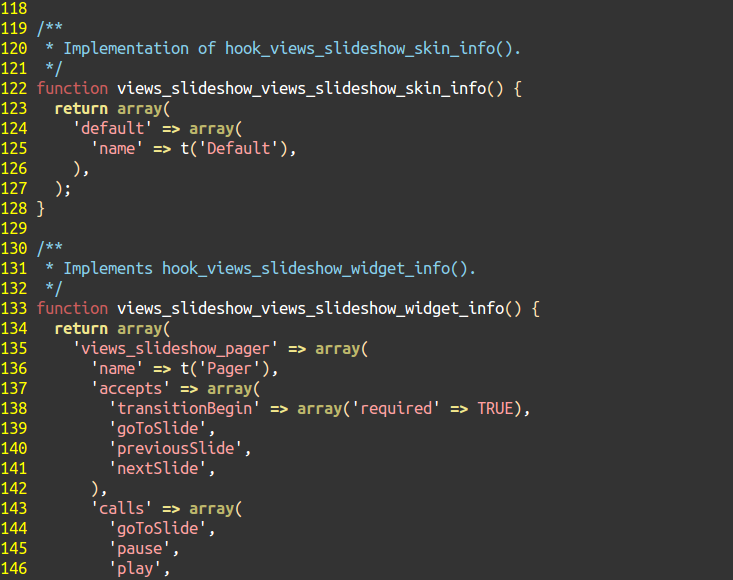 118
119 /**
120  * Implementation of hook_views_slideshow_skin_info().
121  */
122 function views_slideshow_views_slideshow_skin_info() {
123   return array(
124     'default' => array(
125       'name' => t('Default'),
126     ),
127   );
128 }
129
130 /**
131  * Implements hook_views_slideshow_widget_info().
132  */
133 function views_slideshow_views_slideshow_widget_info() {
134   return array(
135     'views_slideshow_pager' => array(
136       'name' => t('Pager'),
137       'accepts' => array(
138         'transitionBegin' => array('required' => TRUE),
139         'goToSlide',
140         'previousSlide',
141         'nextSlide',
142       ),
143       'calls' => array(
144         'goToSlide',
145         'pause',
146         'play',